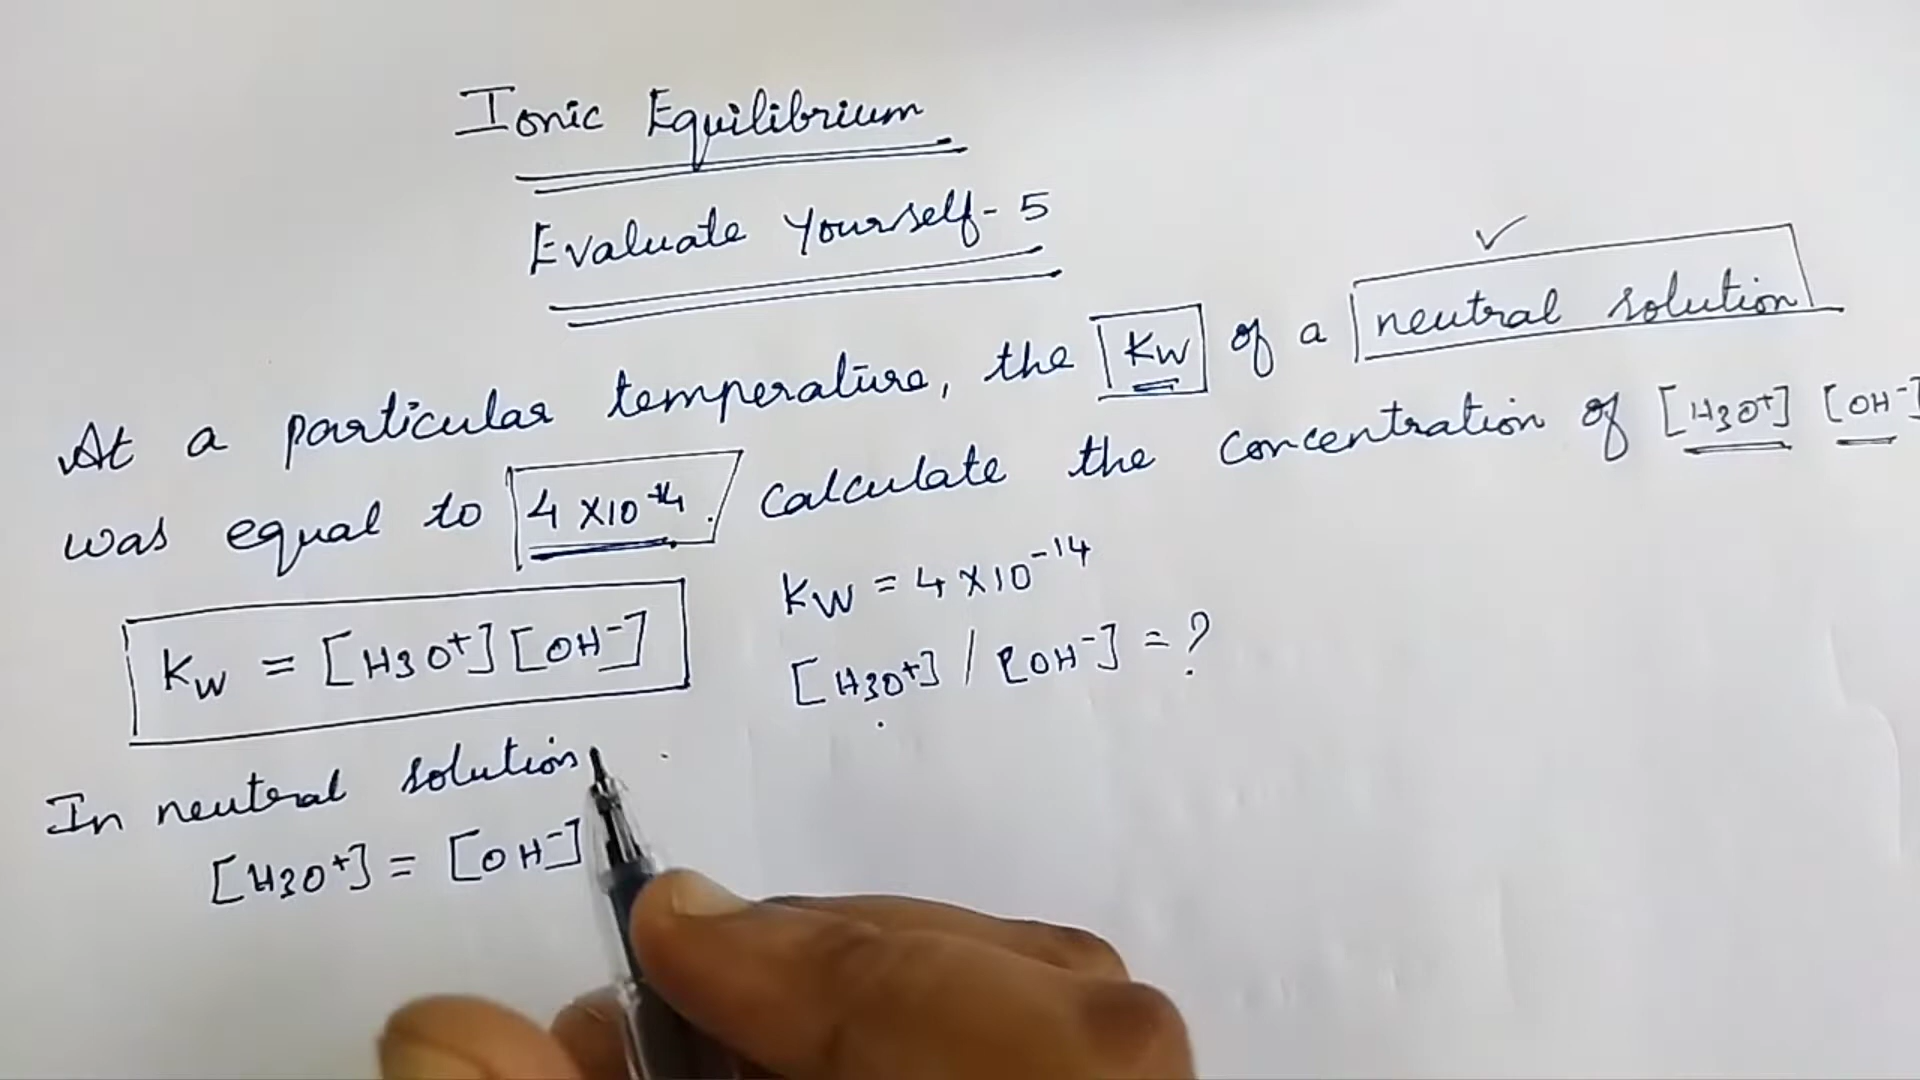 Ionic Equilibrium
Evaluate Yourself-5
At a particular temperature, the Kw of a neutral solution
was equal to 4 x10⁻¹⁴. Calculate the concentration of [H3O⁺] [OH⁻]
Kw = [H3O⁺][OH⁻]
Kw = 4 x10⁻¹⁴
[H3O⁺] / [OH⁻] = ?
In neutral solution
[H3O⁺] = [OH⁻]